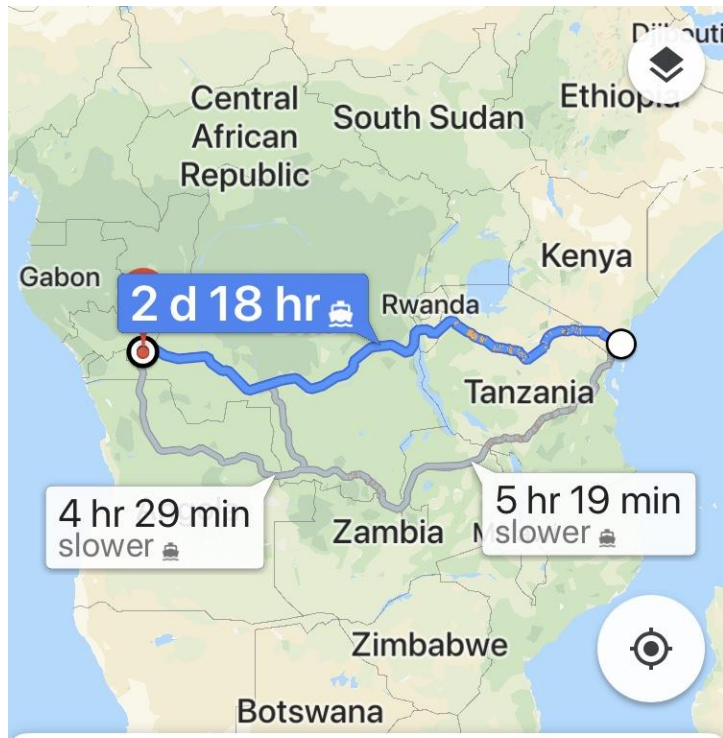 Djibouti
Central
African
Republic
South Sudan
Ethiopia
Gabon
Kenya
2 d 18 hr
Rwanda
Tanzania
4 hr 29 min
slower
5 hr 19 min
slower
Zambia
Zimbabwe
Botswana